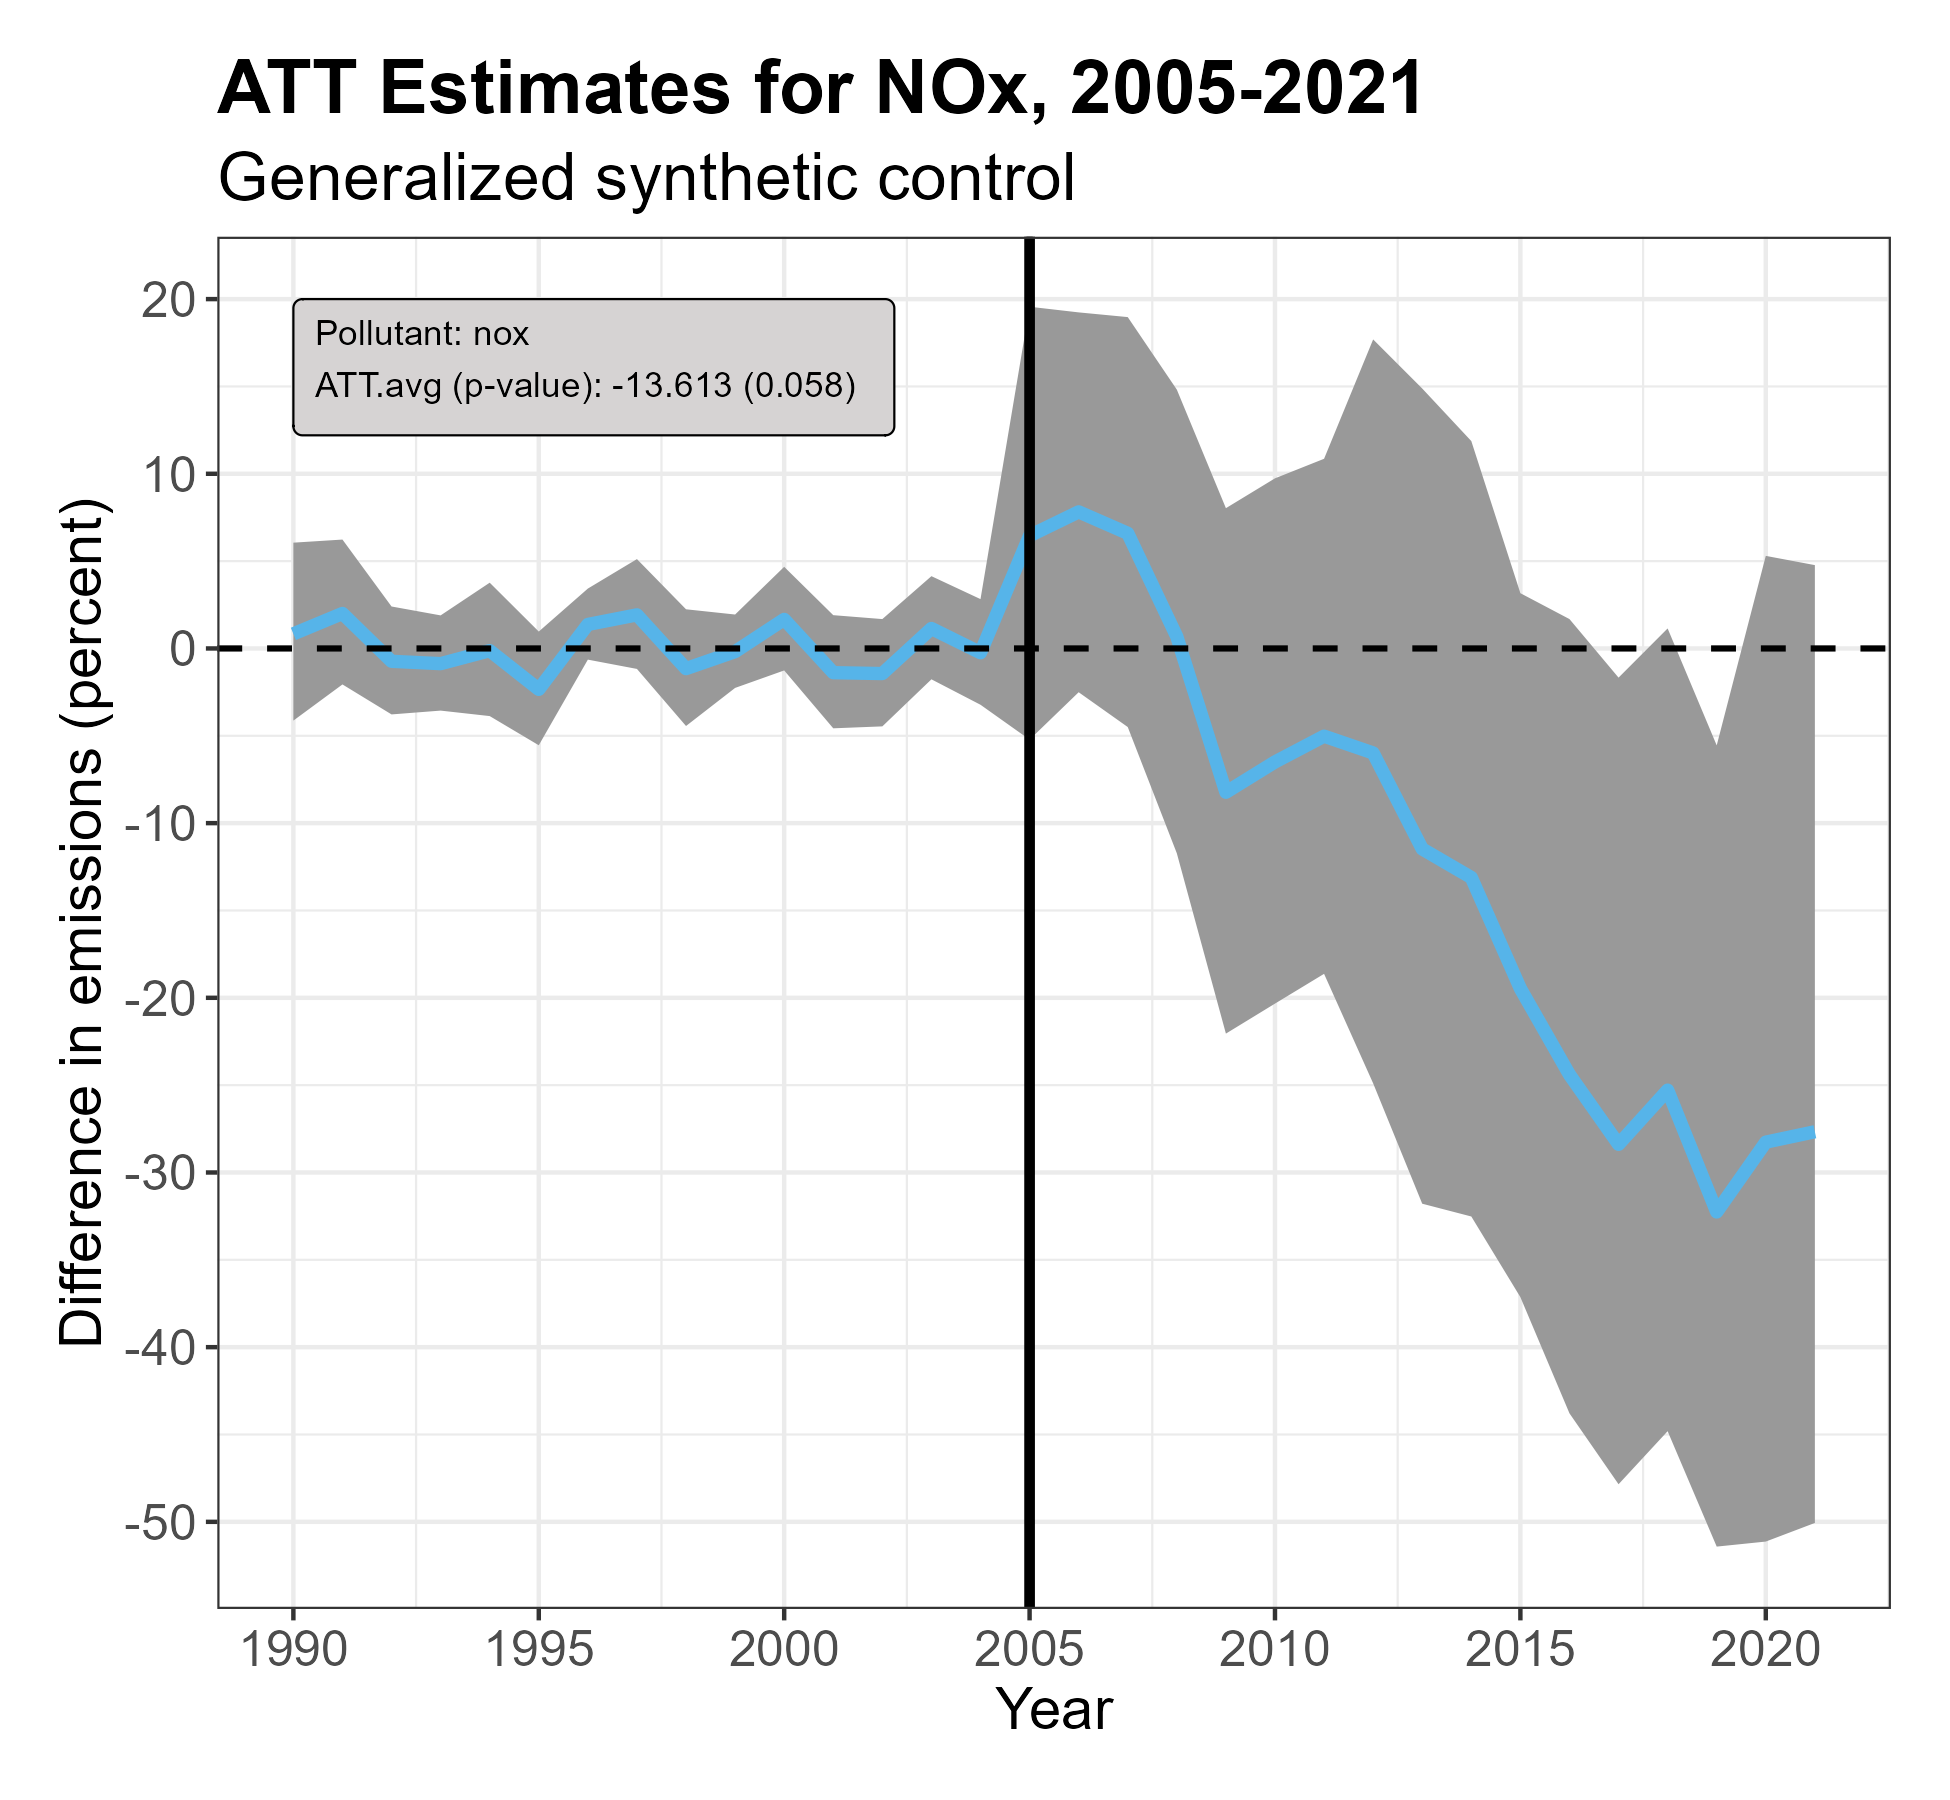 ATT Estimates for NOx, 2005-2021
Generalized synthetic control
Pollutant: nox
ATT.avg (p-value): -13.613 (0.058)
Difference in emissions (percent)
20
10
0
-10
-20
-30
-40
-50
1990 1995 2000 2005 2010 2015 2020
Year